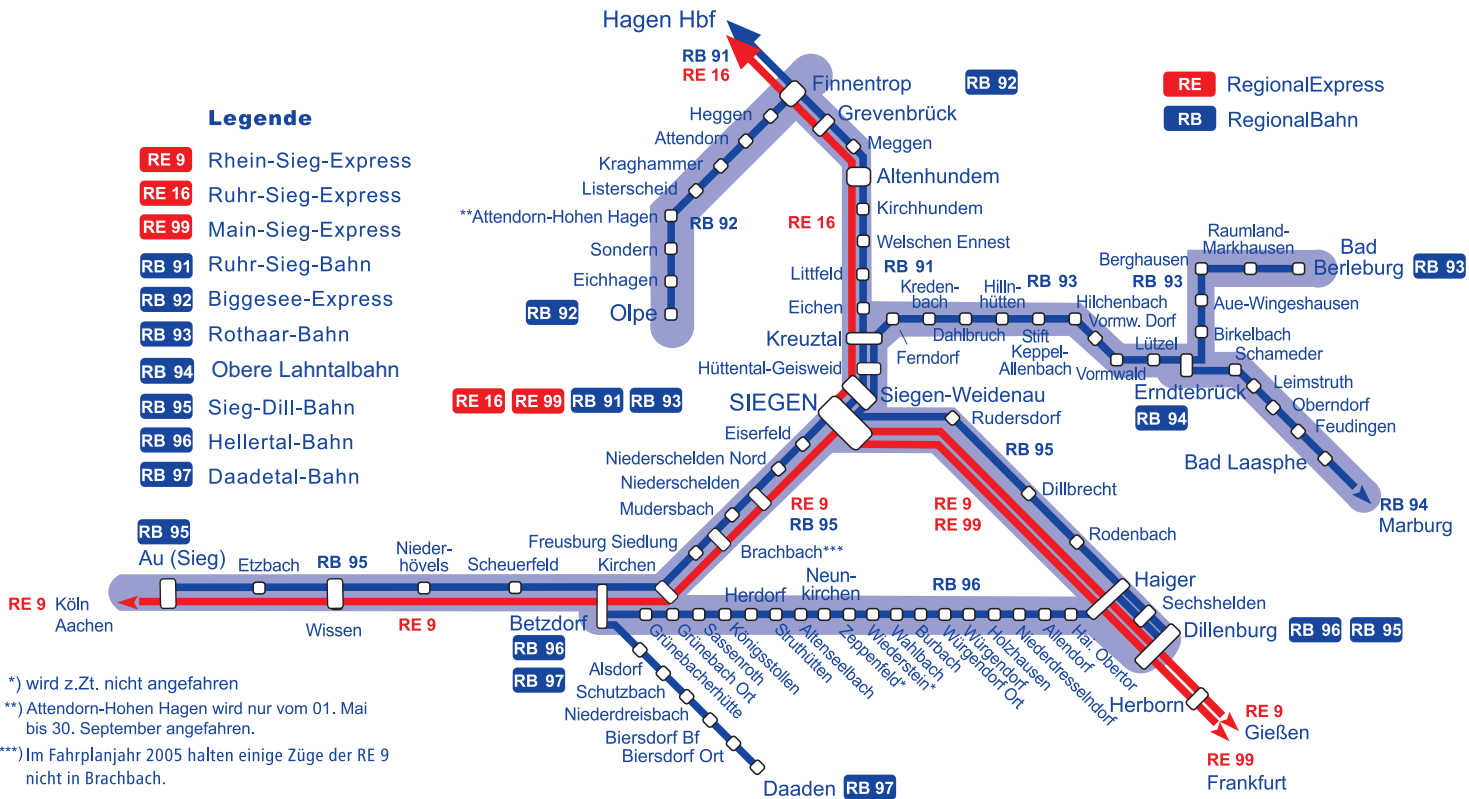 Hagen Hbf
RB 91
RE 16
Finnentrop
RB 92
Grevenbrück
Meggen
Altenhundem
Kirchhundem
RE 16
Welschen Ennest
RB 91
Littfeld
Eichen
Kreuztal
Hüttental-Geisweid
Heggen
Attendorn
Kraghammer
Listerscheid
**Attendorn-Hohen Hagen
RB 92
Sondern
Eichhagen
RB 92
Olpe
RE RegionalExpress
RB RegionalBahn
Legende
RE 9 Rhein-Sieg-Express
RE 16 Ruhr-Sieg-Express
RE 99 Main-Sieg-Express
RB 91 Ruhr-Sieg-Bahn
RB 92 Biggesee-Express
RB 93 Rothaar-Bahn
RB 94 Obere Lahntalbahn
RB 95 Sieg-Dill-Bahn
RB 96 Hellertal-Bahn
RB 97 Daadetal-Bahn
Kreden-
bach
Hilln-
hütten
RB 93
Hilchenbach
Vormw. Dorf
Ferndorf
Dahlbruch
Stift
Keppel-
Allenbach
Vormwald
Lützel
Erndtebrück
RB 94
Raumland-
Markhausen
Berghausen
RB 93
Bad
Berleburg
RB 93
Aue-Wingeshausen
Birkelbach
Schameder
Leimstruth
Oberndorf
Feudingen
Bad Laasphe
RB 94
Marburg
RE 16 RE 99 RB 91 RB 93
SIEGEN
Siegen-Weidenau
Rudersdorf
RB 95
Dillbrecht
RE 9
RE 99
Rodenbach
Haiger
Sechshelden
Dillenburg
RB 96 RB 95
Herborn
RE 9
Gießen
RE 99
Frankfurt
Eiserfeld
Niederschelden Nord
Niederschelden
Mudersbach
RE 9
RB 95
Freusburg Siedlung
Brachbach***
Kirchen
RB 95
Au (Sieg)
Etzbach
RB 95
Nieder-
hövels
Scheuerfeld
RE 9
Köln
Aachen
Wissen
RE 9
Betzdorf
RB 96
RB 97
Herdorf
Neun-
kirchen
RB 96
Grünebacherhütte
Grünebach Ort
Sassenroth
Königsstollen
Struthütten
Altenseelbach
Zeppenfeld*
Wiederstein*
Wahlbach
Burbach
Würgendorf Ort
Würgendorf
Holzhausen
Niederdresselndorf
Allendorf
Hai. Obertor
Alsdorf
Schutzbach
Niederdreisbach
Biersdorf Bf
Biersdorf Ort
Daaden
RB 97
*) wird z.Zt. nicht angefahren
**) Attendorn-Hohen Hagen wird nur vom 01. Mai
bis 30. September angefahren.
***) Im Fahrplanjahr 2005 halten einige Züge der RE 9
nicht in Brachbach.